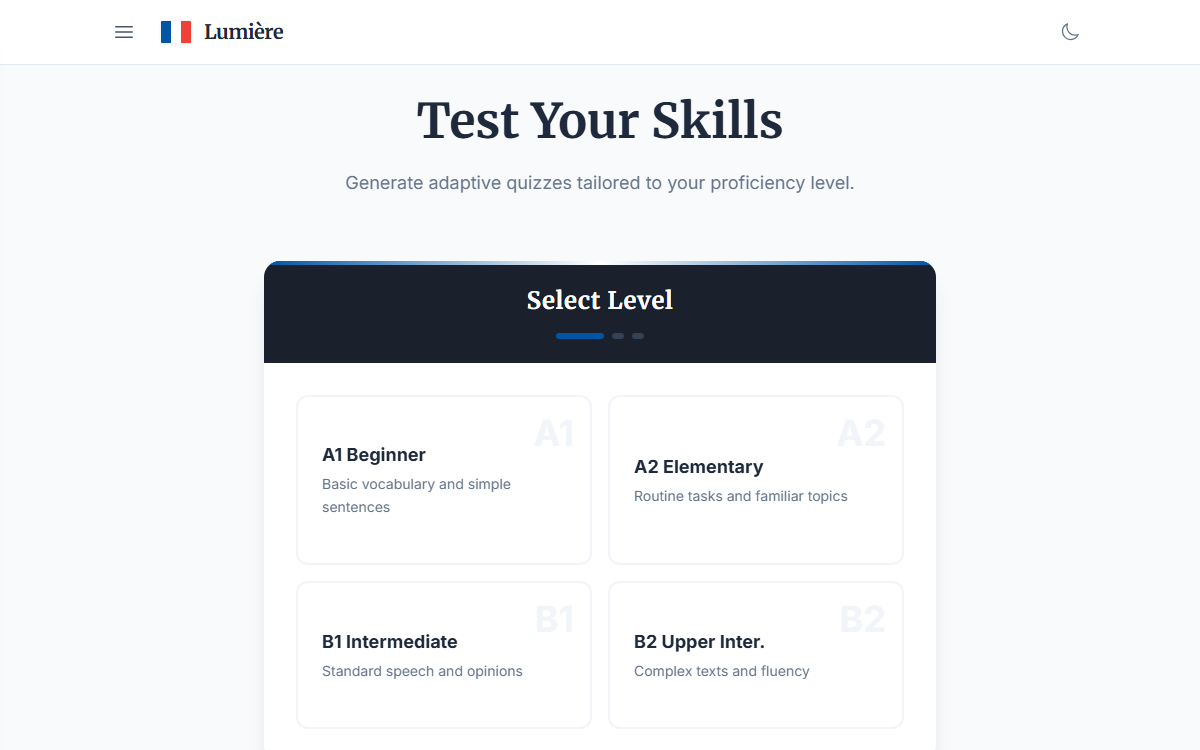 Lumière
Test Your Skills
Generate adaptive quizzes tailored to your proficiency level.
Select Level
A1
A1 Beginner
Basic vocabulary and simple
sentences
A2
A2 Elementary
Routine tasks and familiar topics
B1
B1 Intermediate
Standard speech and opinions
B2
B2 Upper Inter.
Complex texts and fluency